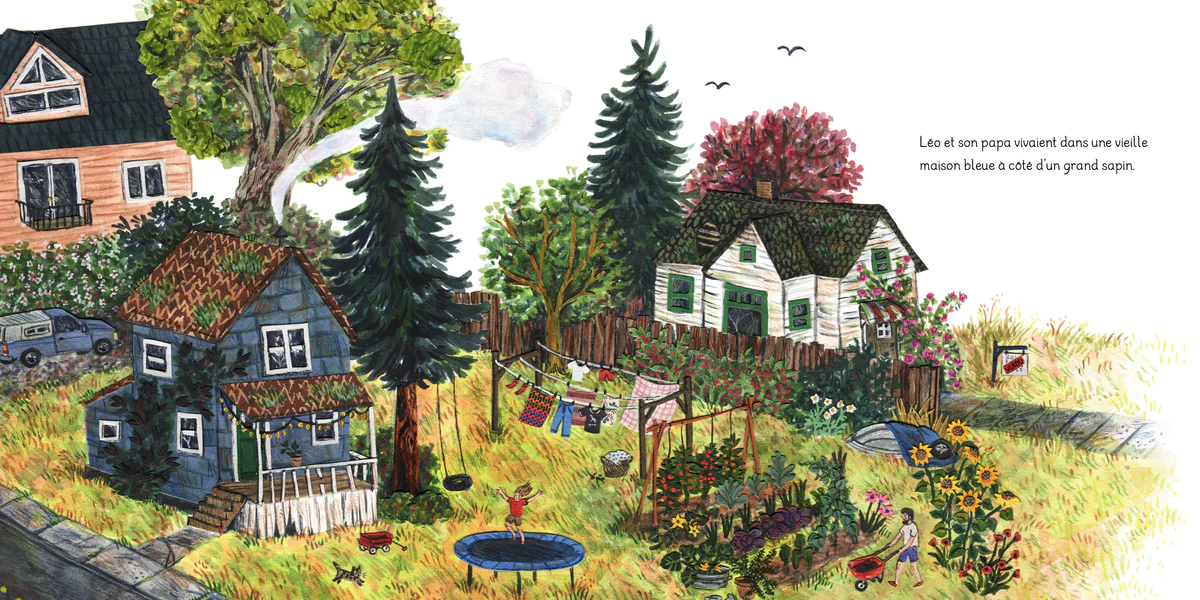 Léo et son papa vivaient dans une vieille
maison bleue à côté d'un grand sapin.